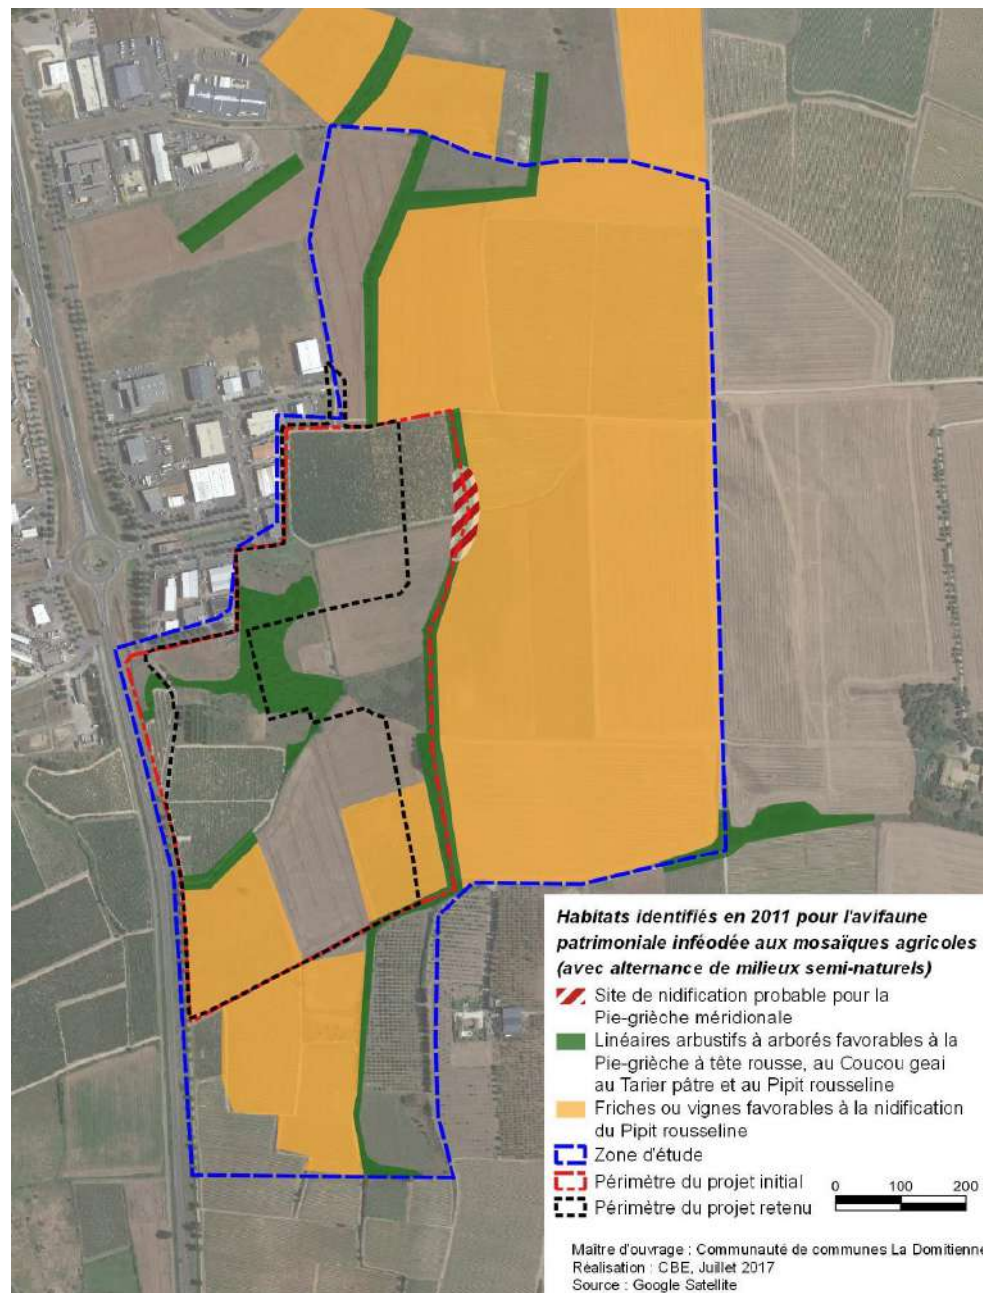 Habitats identifiés en 2011 pour l'avifaune
patrimoniale inféodée aux mosaïques agricoles
(avec alternance de milieux semi-naturels)
Site de nidification probable pour la
Pie-grièche méridionale
Linéaires arbustifs à arborés favorables à la
Pie-grièche à tête rousse, au Coucou geai
au Tarier pâtre et au Pipit rousseline
Friches ou vignes favorables à la nidification
du Pipit rousseline
Zone d'étude
Périmètre du projet initial
Périmètre du projet retenu
0 100 200
Maître d'ouvrage : Communauté de communes La Domitienne
Réalisation : CBE, Juillet 2017
Source : Google Satellite